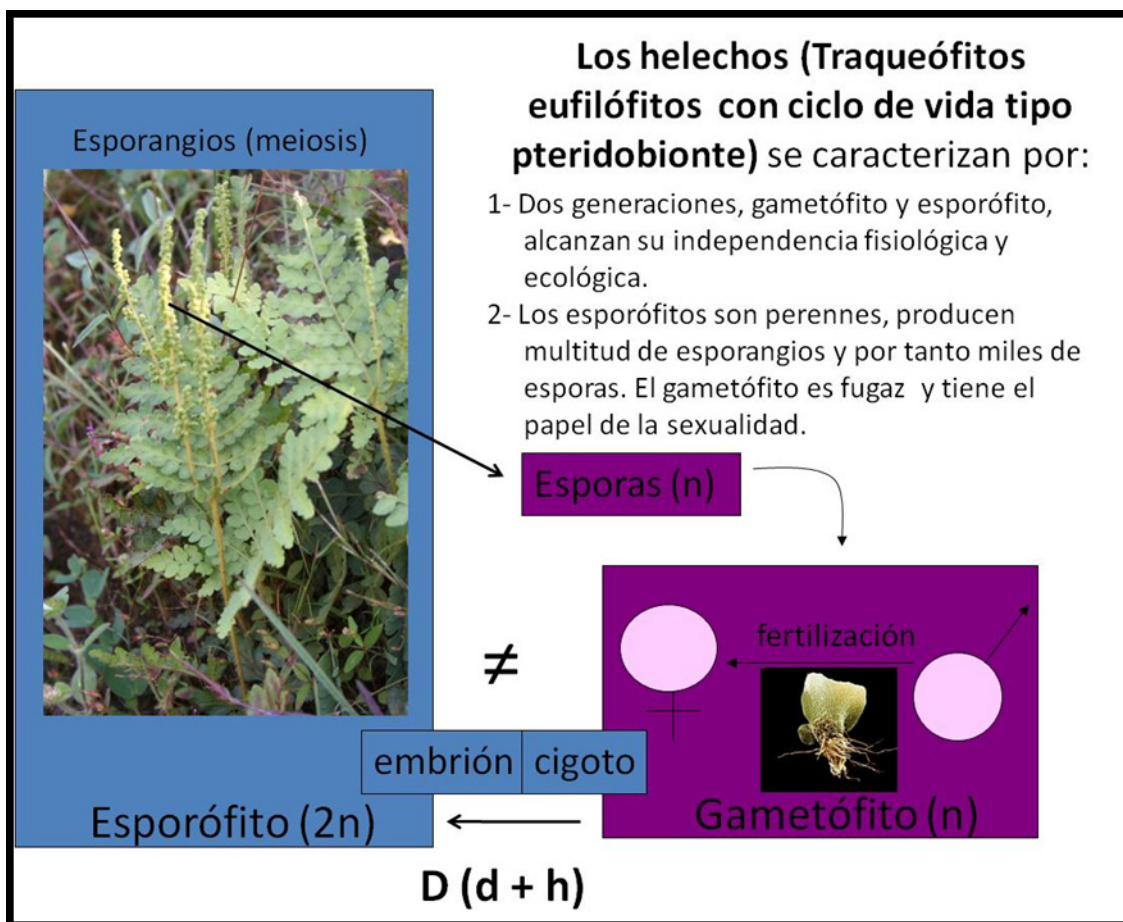 Los helechos (Traqueófitos
eufilófitos con ciclo de vida tipo
pteridobionte) se caracterizan por:
1- Dos generaciones, gametófito y esporófito,
alcanzan su independencia fisiológica y
ecológica.
2- Los esporófitos son perennes, producen
multitud de esporangios y por tanto miles de
esporas. El gametófito es fugaz y tiene el
papel de la sexualidad.
Esporangios (meiosis)
Esporas (n)
fertilización
≠
embrión cigoto
Esporófito (2n)
Gametófito (n)
D (d + h)